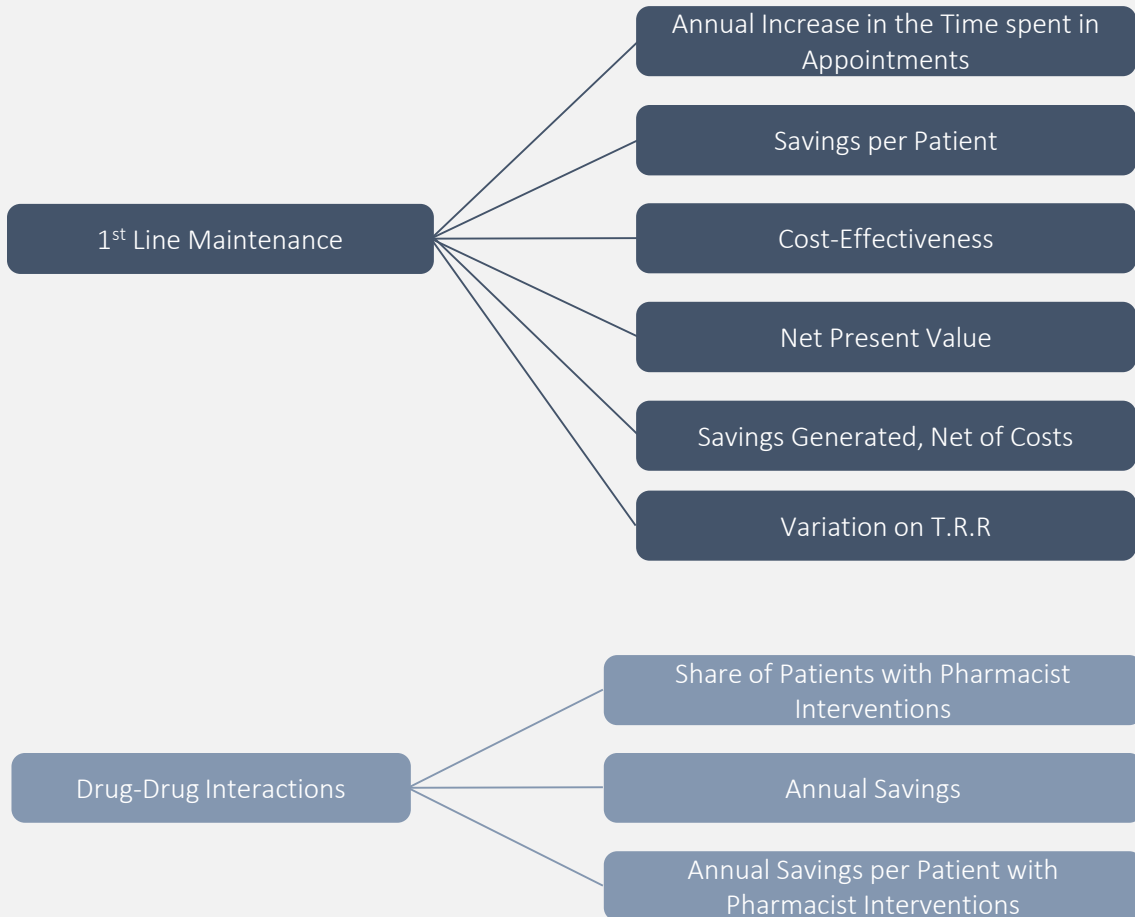 Annual Increase in the Time spent in
Appointments
Savings per Patient
1st Line Maintenance
Cost-Effectiveness
Net Present Value
Savings Generated, Net of Costs
Variation on T.R.R
Share of Patients with Pharmacist
Interventions
Drug-Drug Interactions
Annual Savings
Annual Savings per Patient with
Pharmacist Interventions